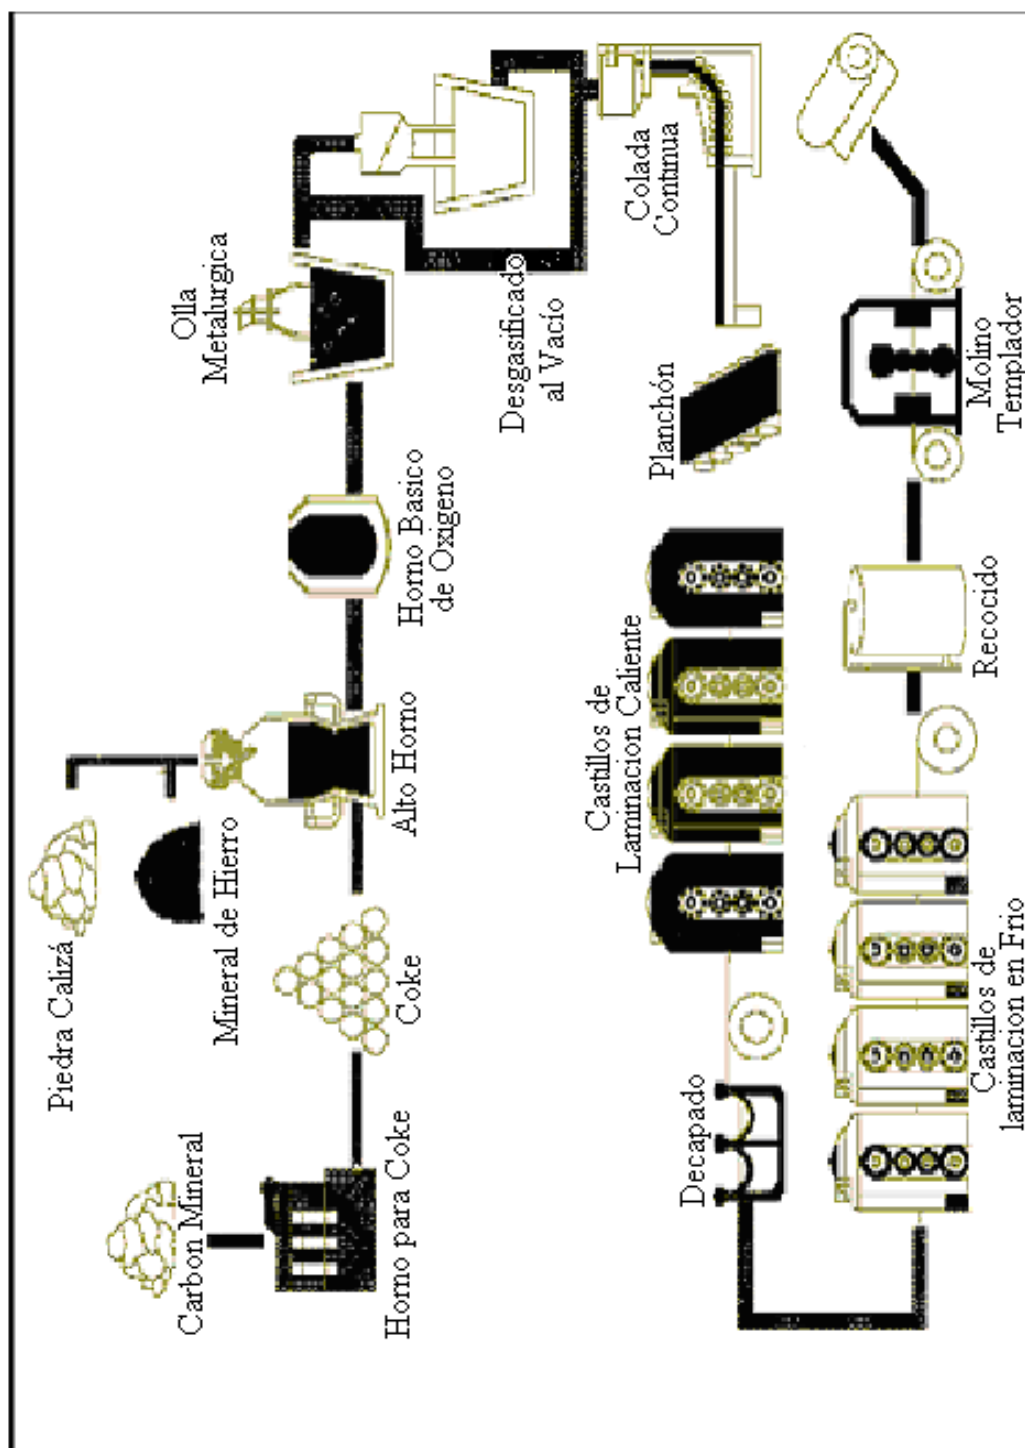 Piedra Calizá
Mineral de Hierro
Carbon Mineral
Horno para Coke
Coke
Alto Horno
Horno Basico
de Oxigeno
Olla
Metalurgica
Desgasificado
al Vacío
Colada
Continua
Planchón
Castillos de
Laminacion Caliente
Decapado
Castillos de
laminacion en Frio
Recocido
Molino
Templador